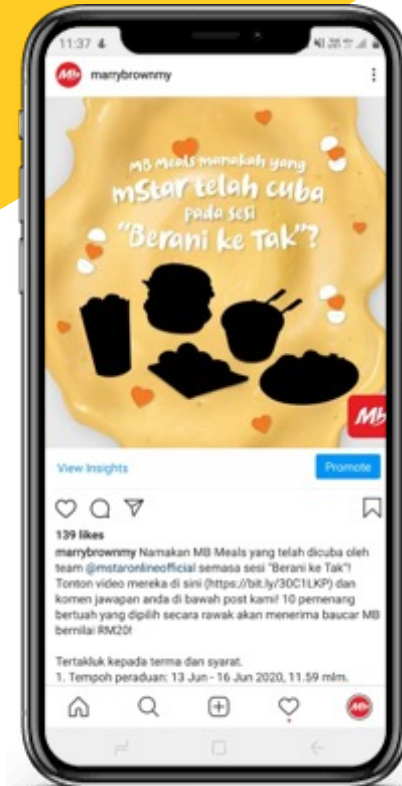 11:37
marrybrownmy
MB Meals manakah yang
mStar telah cuba
pada sesi
"Berani ke Tak"?
Mb
View Insights
Promote
139 likes
marrybrownmy Namakan MB Meals yang telah dicuba oleh
team @mstaronlineofficial semasa sesi "Berani ke Tak"!
Tonton video mereka di sini (https://bit.ly/30C1LKP) dan
komen jawapan anda di bawah post kami! 10 pemenang
bertuah yang dipilih secara rawak akan menerima baucar MB
bernilai RM20!
Tertakluk kepada terma dan syarat.
1. Tempoh peraduan: 13 Jun - 16 Jun 2020, 11.59 mlm.